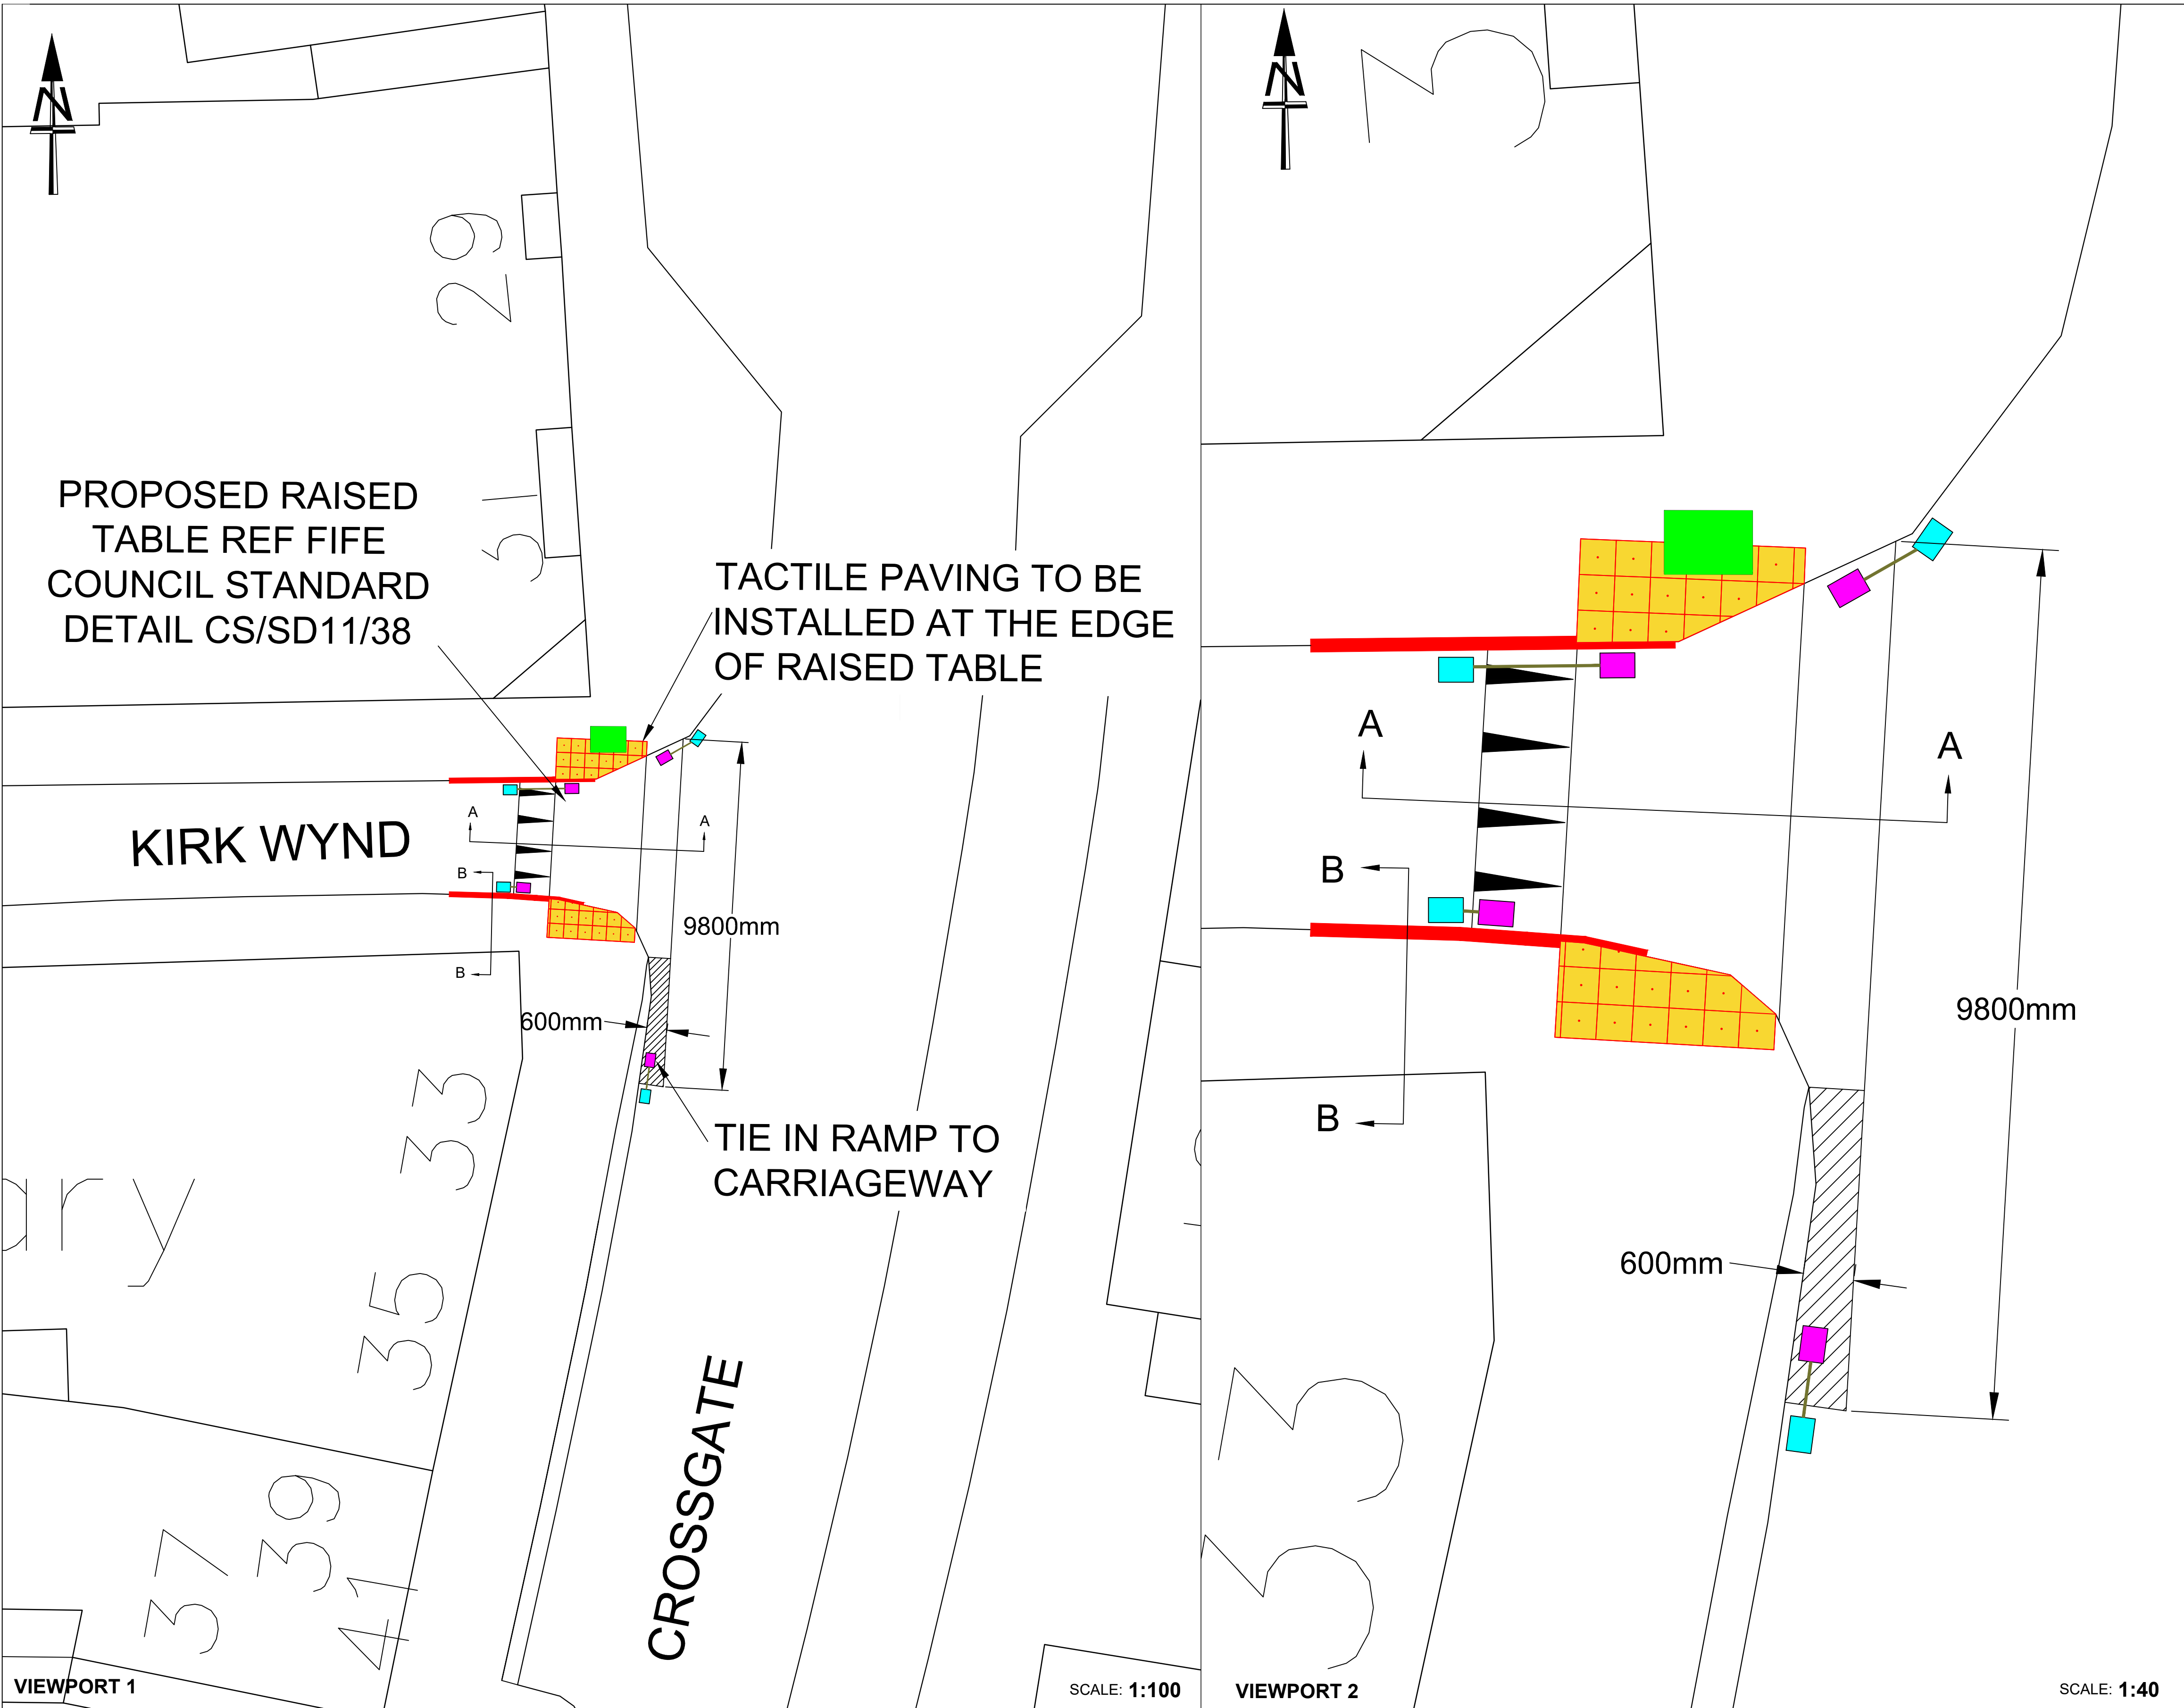 N
29
31
PROPOSED RAISED
TABLE REF FIFE
COUNCIL STANDARD
DETAIL CS/SD11/38
TACTILE PAVING TO BE
INSTALLED AT THE EDGE
OF RAISED TABLE
KIRK WYND
A
A
B
B
9800mm
600mm
TIE IN RAMP TO
CARRIAGEWAY
33
35
37
39
41
CROSSGATE
VIEWPORT 1
SCALE: 1:100
N
3
A
A
B
B
9800mm
600mm
33
VIEWPORT 2
SCALE: 1:40